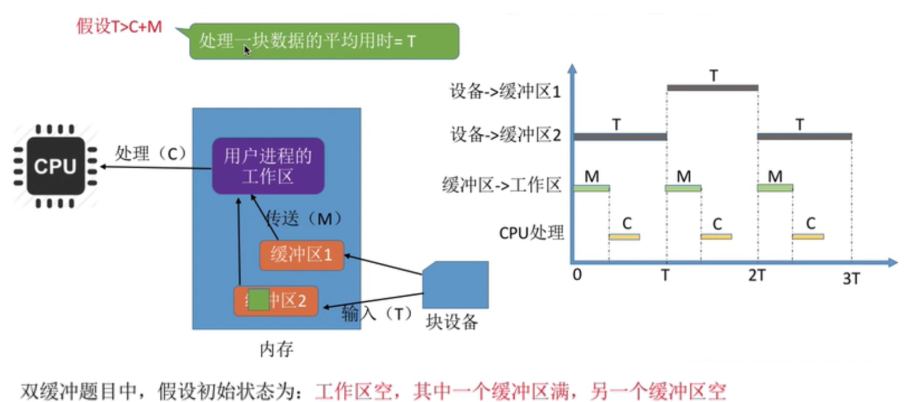 假设T>C+M
处理一块数据的平均用时= T
CPU
处理（C）
用户进程的
工作区
传送（M）
缓冲区1
冲区2
输入（T）
块设备
内存
设备->缓冲区1
设备->缓冲区2
缓冲区->工作区
CPU处理
T
T
T
M
M
M
C
C
C
0
T
2T
3T
双缓冲题目中，假设初始状态为：工作区空，其中一个缓冲区满，另一个缓冲区空